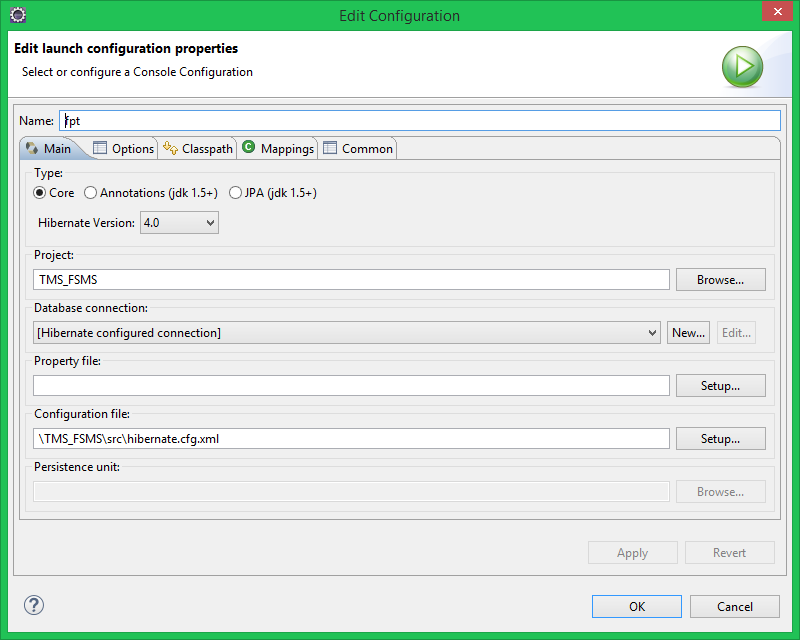 Edit Configuration
Edit launch configuration properties
Select or configure a Console Configuration
Name: fpt
Main Options Classpath Mappings Common
Type:
Core Annotations (jdk 1.5+) JPA (jdk 1.5+)
Hibernate Version: 4.0
Project:
TMS_FSMS Browse...
Database connection:
[Hibernate configured connection] New... Edit...
Property file:
Setup...
Configuration file:
\TMS_FSMS\src\hibernate.cfg.xml Setup...
Persistence unit:
Browse...
Apply Revert
OK Cancel